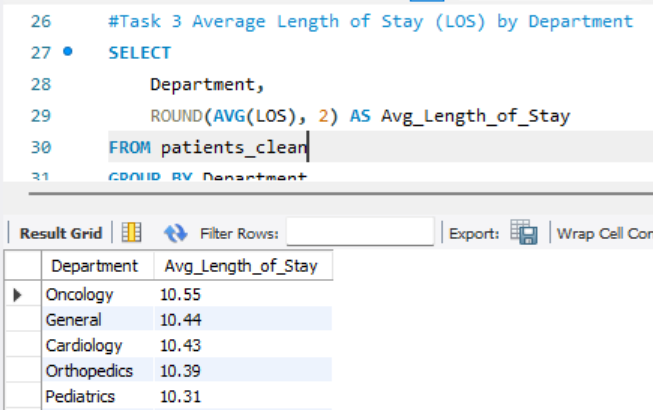 26 #Task 3 Average Length of Stay (LOS) by Department
27 SELECT
28 Department,
29 ROUND(AVG(LOS), 2) AS Avg_Length_of_Stay
30 FROM patients_clean
31 GROUP BY Department
Result Grid Filter Rows: Export: Wrap Cell Con
Department Avg_Length_of_Stay
Oncology 10.55
General 10.44
Cardiology 10.43
Orthopedics 10.39
Pediatrics 10.31